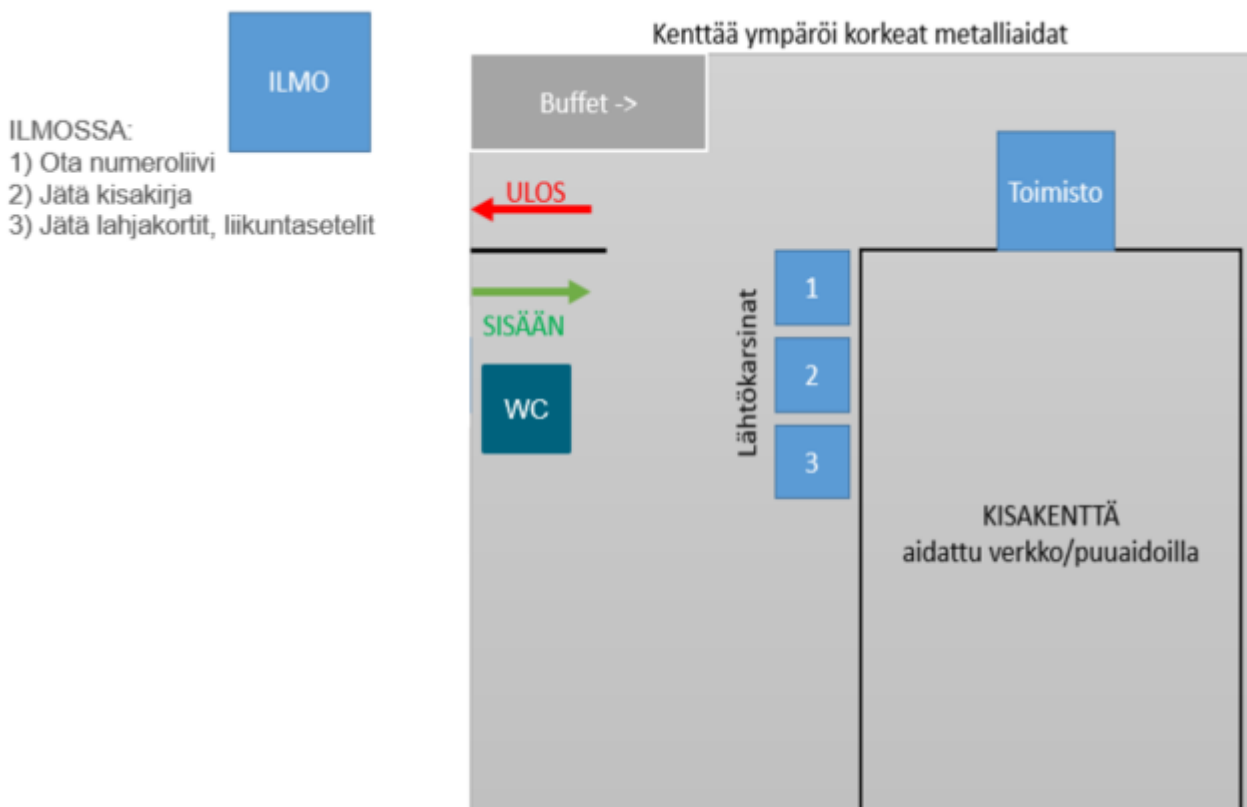 Kenttää ympäröi korkeat metalliaidat
ILMO
Buffet ->
ILMOSSA:
1) Ota numeroliivi
2) Jätä kisakirja
3) Jätä lahjakortit, liikuntasetelit
ULOS
Toimisto
SISÄÄN
WC
Lähtökarsinat
1
2
3
KISAKENTTÄ
aidattu verkko/puuaidoilla